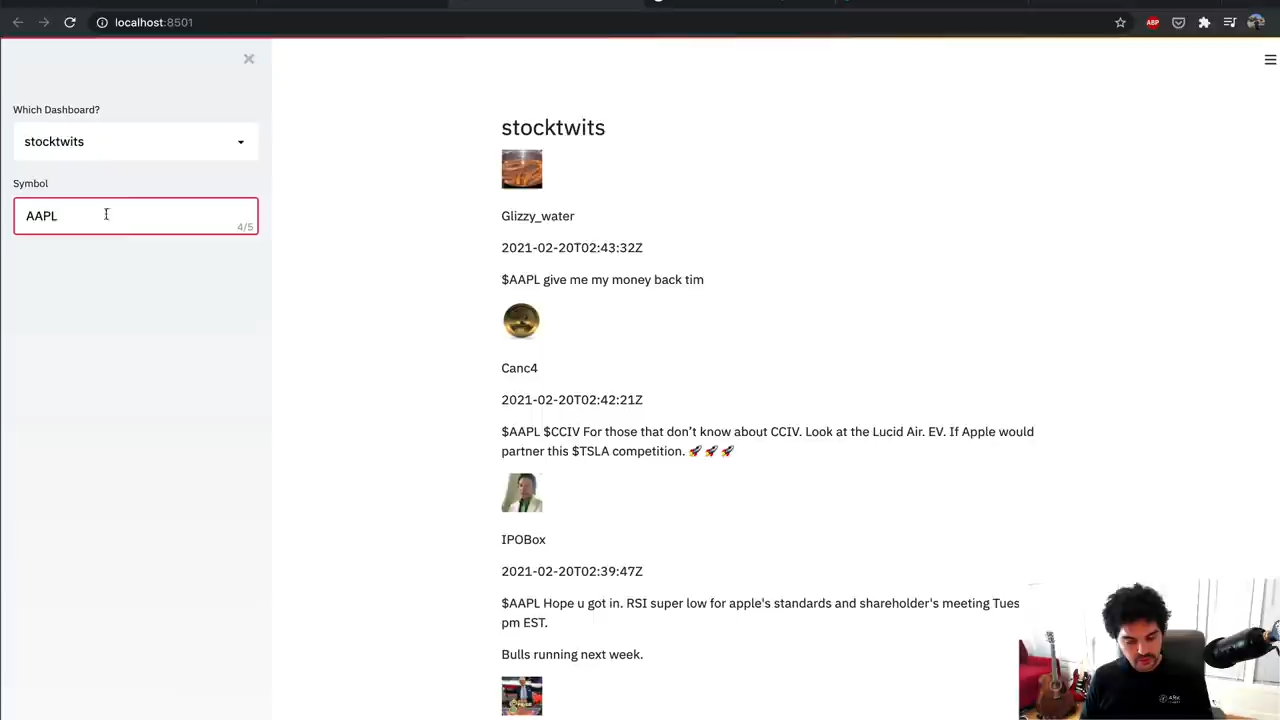 localhost:8501
ABP
Which Dashboard?
stocktwits
Symbol
AAPL
4/5
stocktwits
Glizzy_water
2021-02-20T02:43:32Z
$AAPL give me my money back tim
Canc4
2021-02-20T02:42:21Z
$AAPL $CCIV For those that don’t know about CCIV. Look at the Lucid Air. EV. If Apple would
partner this $TSLA competition. 🚀 🚀 🚀
IPOBox
2021-02-20T02:39:47Z
$AAPL Hope u got in. RSI super low for apple's standards and shareholder's meeting Tues
pm EST.
Bulls running next week.
ARK